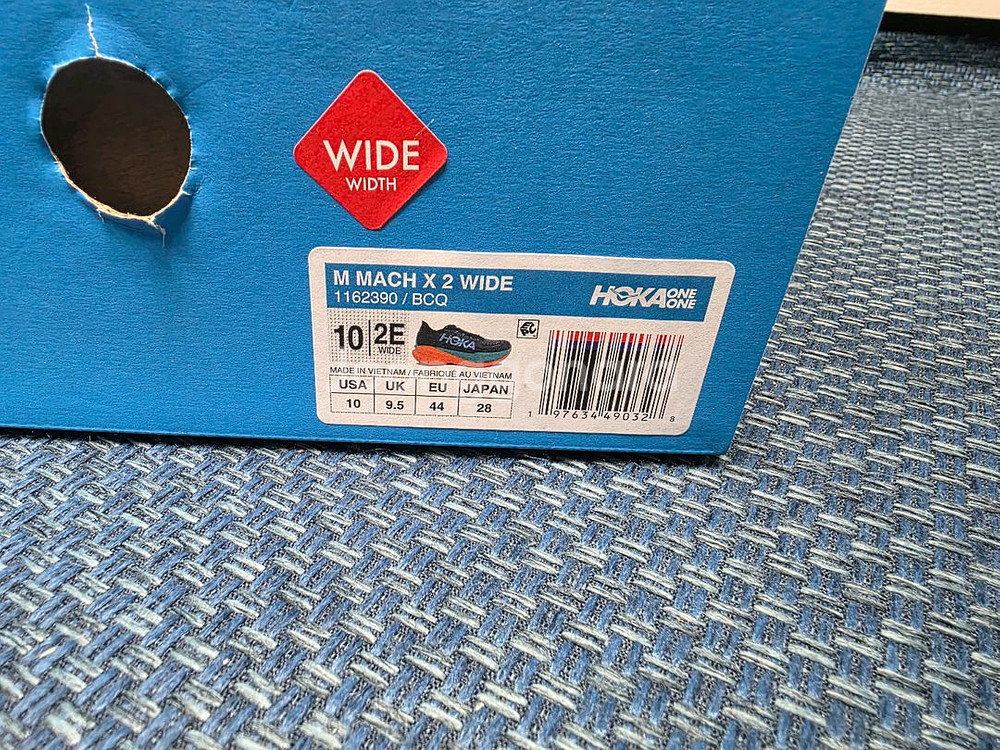 WIDE
WIDTH
M MACH X 2 WIDE
1162390 / BCQ
HOKA ONE ONE
10 2E
WIDE
HOKA
MADE IN VIETNAM / FABRIQUÉ AU VIETNAM
USA UK EU JAPAN
10 9.5 44 28
1 97634 49032 8